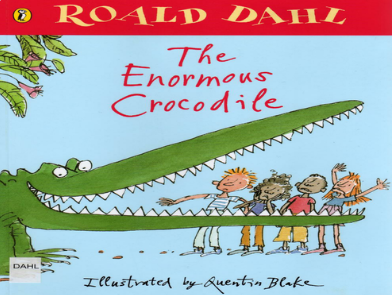 ROALD DAHL
The
Enormous
Crocodile
DAHL
Illustrated by Quentin Blake